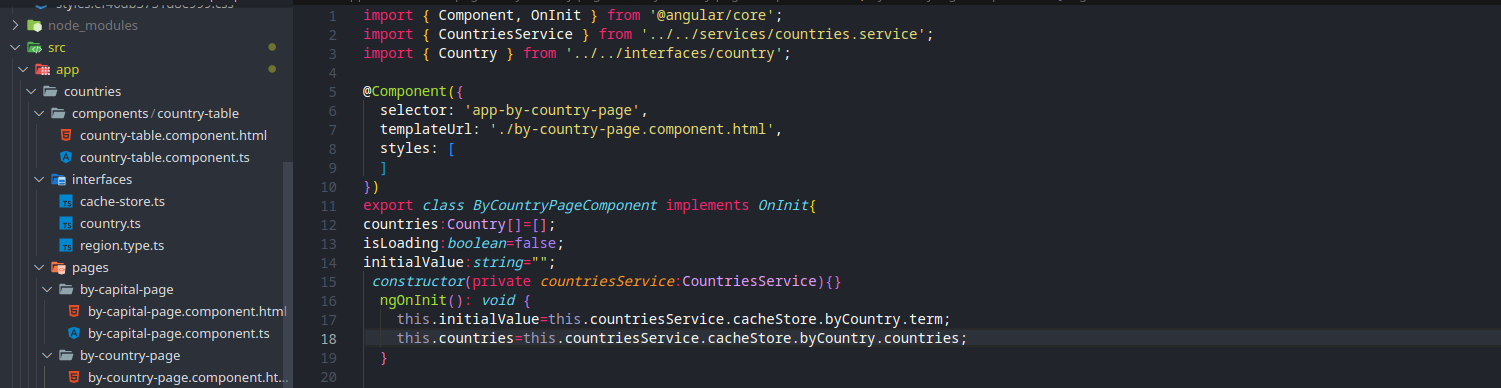 node_modules
src
app
countries
components / country-table
country-table.component.html
country-table.component.ts
interfaces
cache-store.ts
country.ts
region.type.ts
pages
by-capital-page
by-capital-page.component.html
by-capital-page.component.ts
by-country-page
by-country-page.component.ht...
1 import { Component, OnInit } from '@angular/core';
2 import { CountriesService } from '../../services/countries.service';
3 import { Country } from '../../interfaces/country';
4
5 @Component({
6 selector: 'app-by-country-page',
7 templateUrl: './by-country-page.component.html',
8 styles: [
9 ]
10 })
11 export class ByCountryPageComponent implements OnInit{
12 countries:Country[]=[];
13 isLoading:boolean=false;
14 initialValue:string="";
15 constructor(private countriesService:CountriesService){}
16 ngOnInit(): void {
17 this.initialValue=this.countriesService.cacheStore.byCountry.term;
18 this.countries=this.countriesService.cacheStore.byCountry.countries;
19 }
20